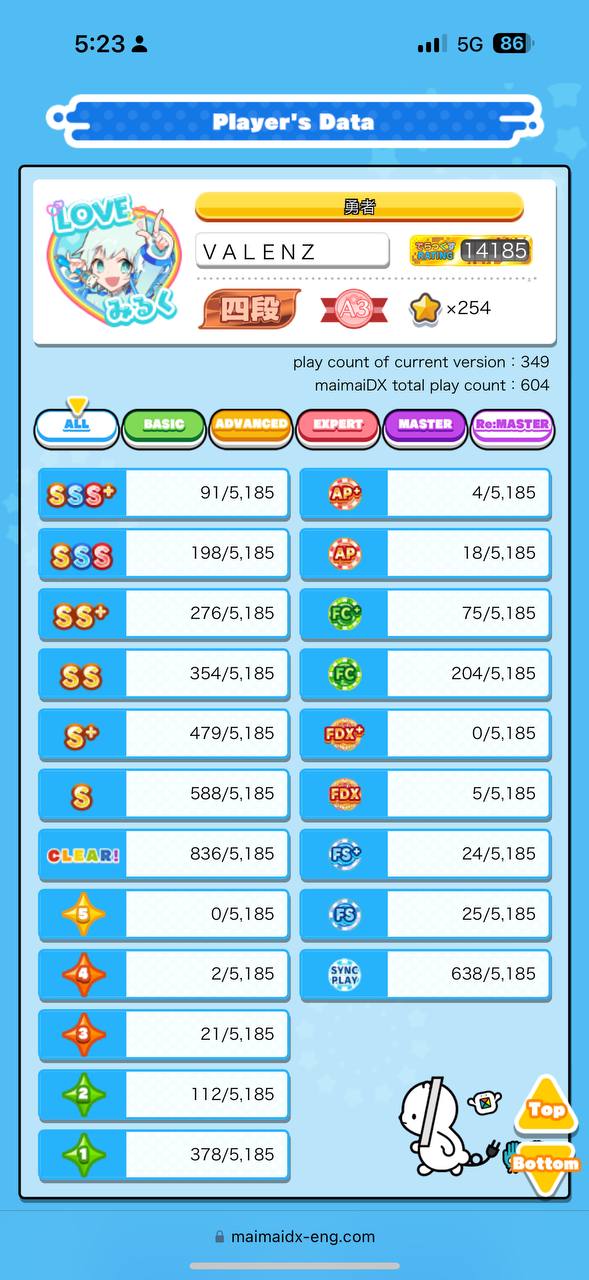 5:23 5G 86
Player's Data
LOVE
みるく
勇者
ＶＡＬＥＮＺ
でらっくす RATING 14185
四段 A3 ×254
play count of current version：349
maimaiDX total play count：604
ALL BASIC ADVANCED EXPERT MASTER Re:MASTER
SSS+ 91/5,185 AP+ 4/5,185
SSS 198/5,185 AP 18/5,185
SS+ 276/5,185 FC+ 75/5,185
SS 354/5,185 FC 204/5,185
S+ 479/5,185 FDX+ 0/5,185
S 588/5,185 FDX 5/5,185
CLEAR! 836/5,185 FS+ 24/5,185
5 0/5,185 FS 25/5,185
4 2/5,185 SYNC PLAY 638/5,185
3 21/5,185
2 112/5,185
1 378/5,185
Top
Bottom
maimaidx-eng.com